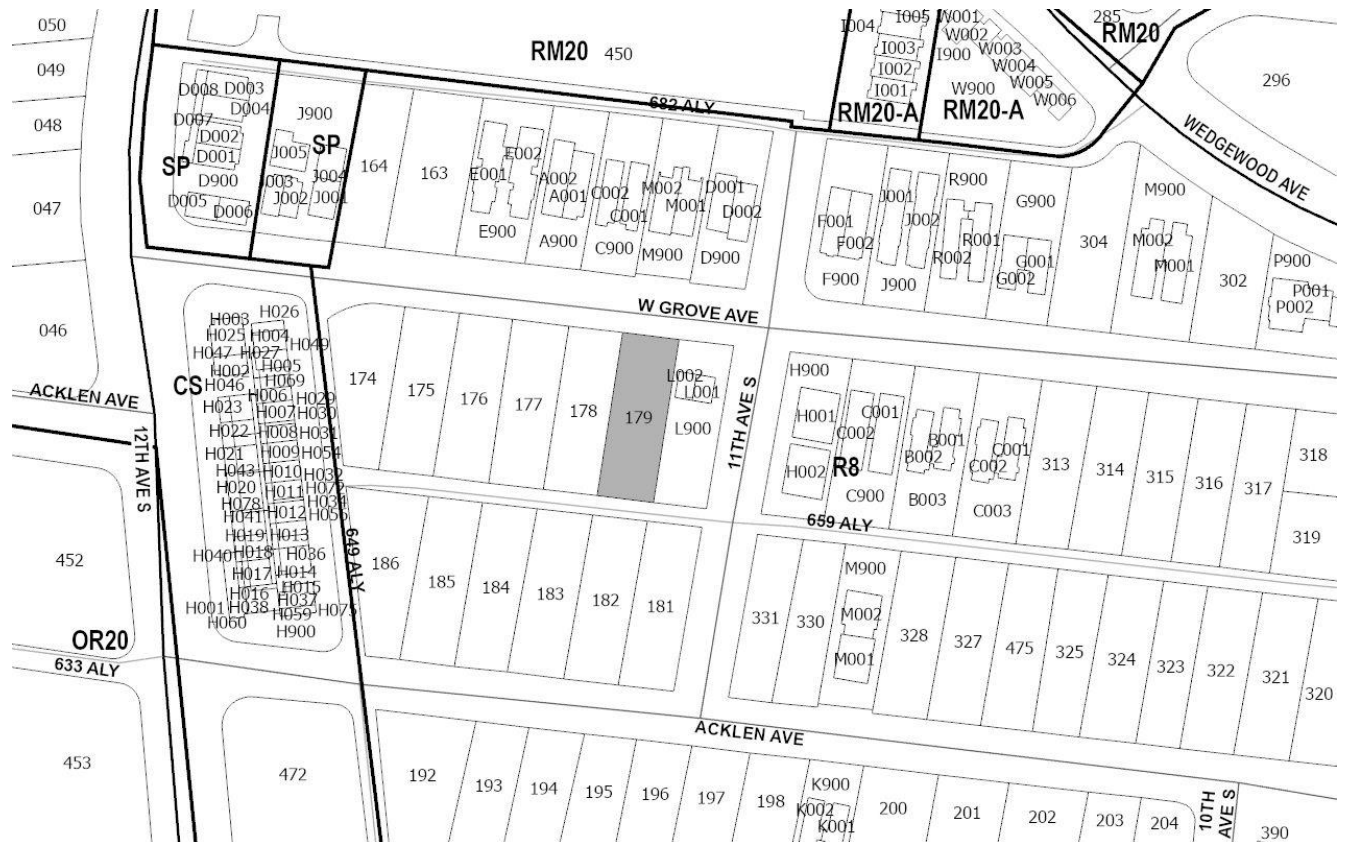 050
049
048
047
046
RM20 450
I005
I004
I003
I002
I001
RM20-A
W001
W002
I900
W003
W004
W005
W006
W900
RM20-A
285
RM20
296
WEDGEWOOD AVE
682 ALY
D008
D003
D004
D007
D002
D001
SP
D900
D005
D006
J900
SP
J005
J003
J004
J002
J001
164
163
E002
E001
E900
A002
A001
A900
C002
C001
C900
M002
M001
M900
D001
D002
D900
J001
F001
J002
F002
F900
J900
R900
R001
R002
G900
G001
G002
304
M900
M002
M001
302
P900
P001
P002
W GROVE AVE
H003
H026
H025
H004
H049
H047
H027
H002
H005
CS
H046
H069
H006
H029
H023
H007
H030
H022
H008
H031
H021
H009
H054
H043
H010
H032
H020
H011
H072
H078
H034
H041
H012
H056
H019
H013
H040
H018
H036
H017
H014
H016
H015
H037
H001
H038
H059
H075
H060
H900
ACKLEN AVE
12TH AVE S
649 ALY
174
175
176
177
178
179
L002
L001
L900
11TH AVE S
H900
H001
H002
R8
C001
C002
C900
B001
B002
B003
C001
C002
C003
313
314
315
316
317
318
319
659 ALY
186
185
184
183
182
181
331
330
M900
M002
M001
328
327
475
325
324
323
322
321
320
452
OR20
633 ALY
453
472
ACKLEN AVE
192
193
194
195
196
197
198
K900
K002
K001
200
201
202
203
204
10TH
AVE S
390